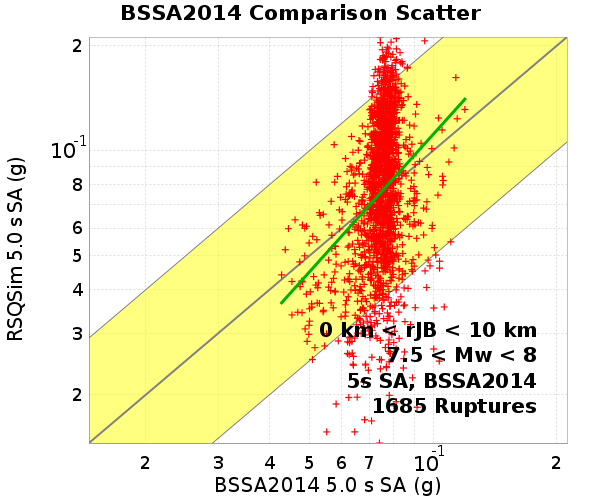 BSSA2014 Comparison Scatter
RSQSim 5.0 s SA (g)
2
10-1
8
6
5
4
3
2
0 km < rJB < 10 km
7.5 < Mw < 8
5s SA, BSSA2014
1685 Ruptures
2 3 4 5 6 7 10-1 2
BSSA2014 5.0 s SA (g)